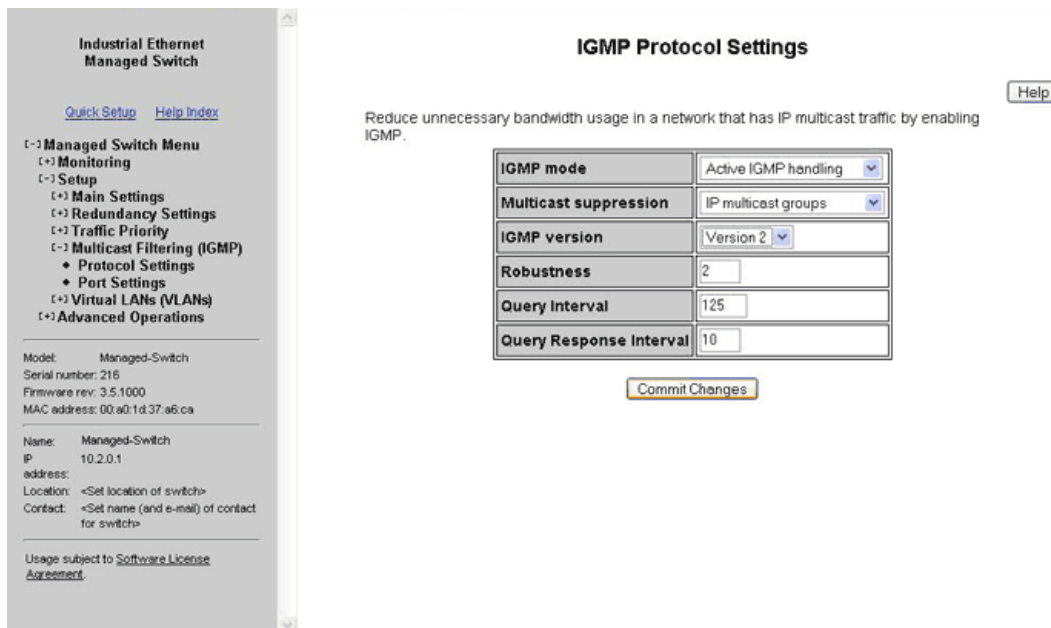 Industrial Ethernet
Managed Switch
Quick Setup Help Index
[-] Managed Switch Menu
[+] Monitoring
[-] Setup
[+] Main Settings
[+] Redundancy Settings
[+] Traffic Priority
[-] Multicast Filtering (IGMP)
◆ Protocol Settings
◆ Port Settings
[+] Virtual LANs (VLANs)
[+] Advanced Operations
Model: Managed-Switch
Serial number: 216
Firmware rev: 3.5.1000
MAC address: 00:a0:1d:37:a6:ca
Name: Managed-Switch
IP address: 10.2.0.1
Location: <Set location of switch>
Contact: <Set name (and e-mail) of contact
for switch>
Usage subject to Software License
Agreement.
IGMP Protocol Settings
Help
Reduce unnecessary bandwidth usage in a network that has IP multicast traffic by enabling
IGMP.
IGMP mode Active IGMP handling
Multicast suppression IP multicast groups
IGMP version Version 2
Robustness 2
Query Interval 125
Query Response Interval 10
Commit Changes